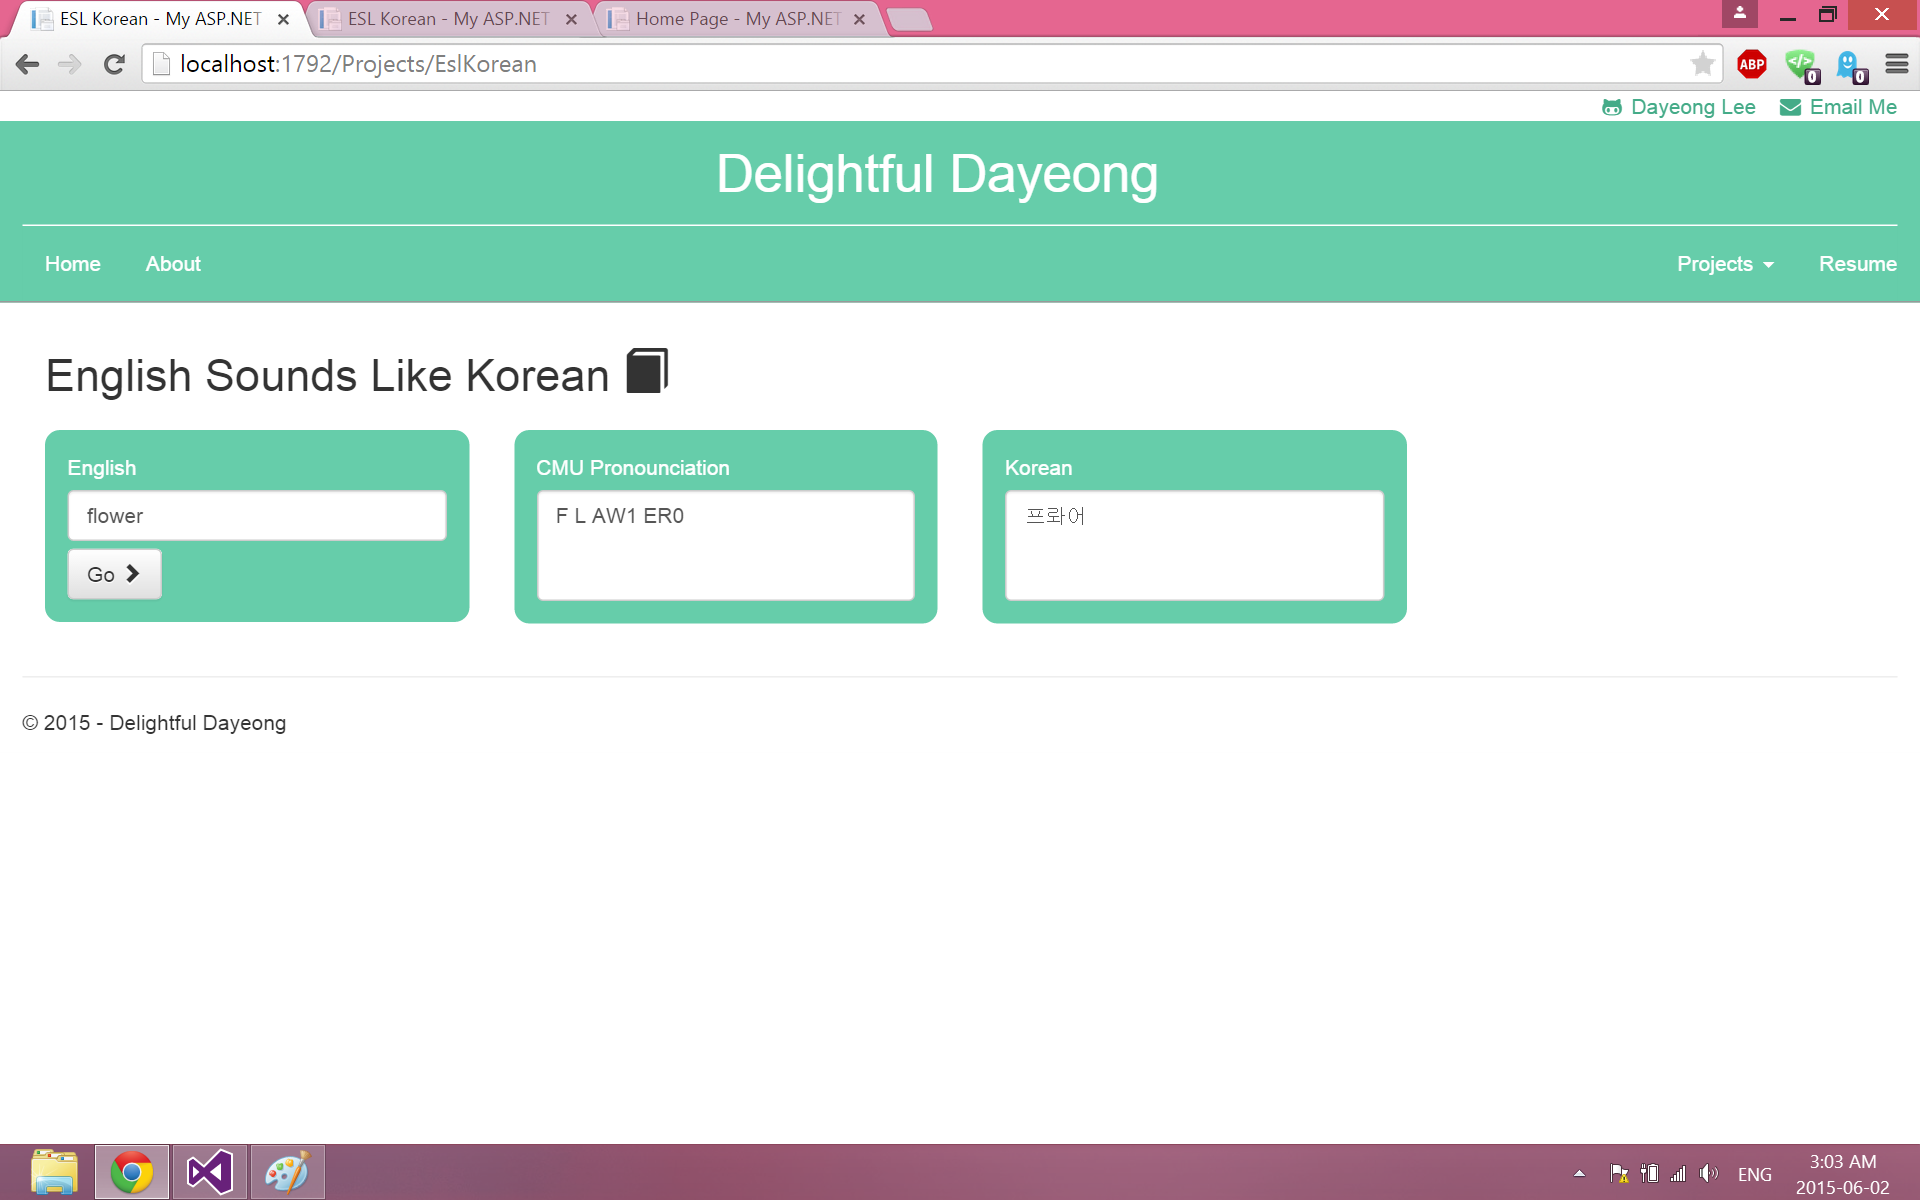 ESL Korean - My ASP.NET
ESL Korean - My ASP.NET
Home Page - My ASP.NET
localhost:1792/Projects/EslKorean
ABP
0
0
Dayeong Lee
Email Me
Delightful Dayeong
Home
About
Projects
Resume
English Sounds Like Korean
English
flower
Go
CMU Pronounciation
F L AW1 ER0
Korean
프롸어
© 2015 - Delightful Dayeong
ENG
3:03 AM
2015-06-02